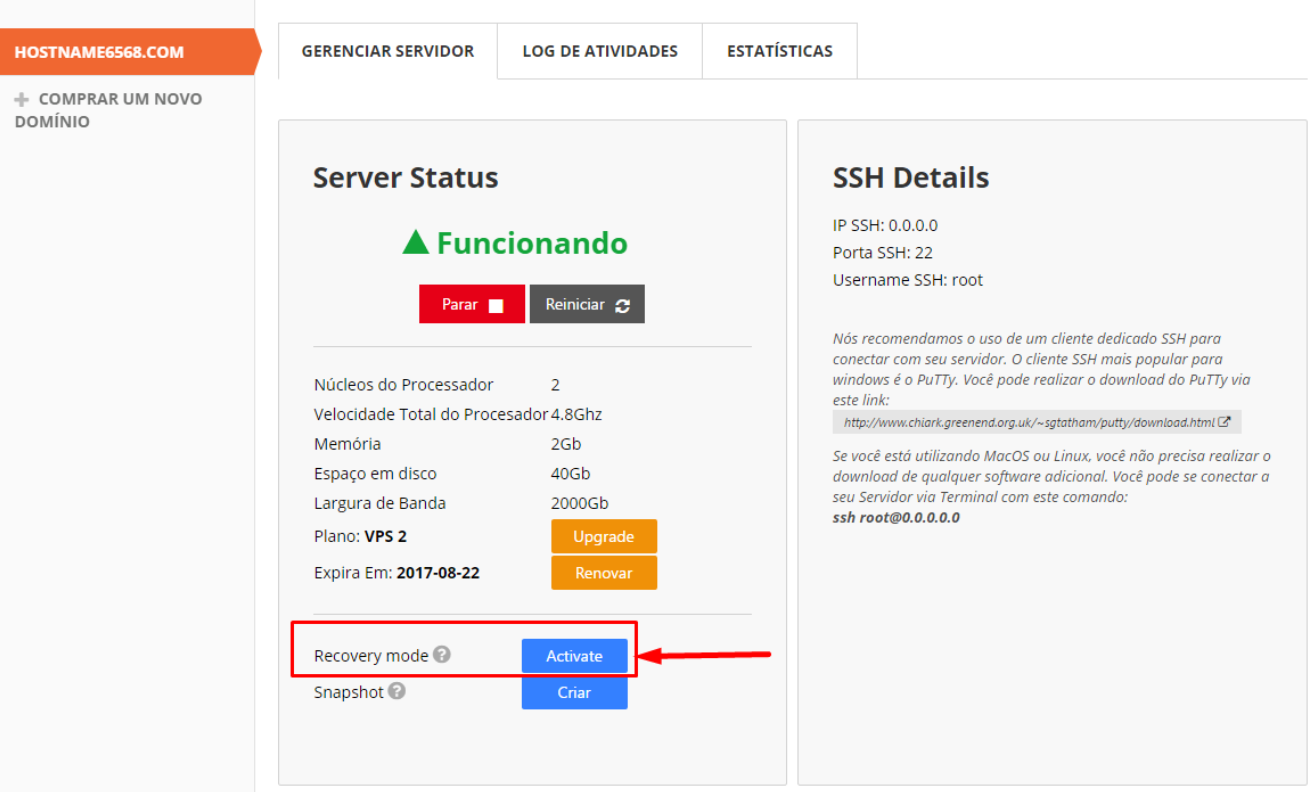 HOSTNAME6568.COM
COMPRAR UM NOVO
DOMÍNIO
GERENCIAR SERVIDOR
LOG DE ATIVIDADES
ESTATÍSTICAS
Server Status
Funcionando
Parar
Reiniciar
Núcleos do Processador 2
Velocidade Total do Procesador 4.8Ghz
Memória 2Gb
Espaço em disco 40Gb
Largura de Banda 2000Gb
Plano: VPS 2 Upgrade
Expira Em: 2017-08-22 Renovar
Recovery mode ? Activate
Snapshot ? Criar
SSH Details
IP SSH: 0.0.0.0
Porta SSH: 22
Username SSH: root
Nós recomendamos o uso de um cliente dedicado SSH para
conectar com seu servidor. O cliente SSH mais popular para
windows é o PuTTy. Você pode realizar o download do PuTTy via
este link:
http://www.chiark.greenend.org.uk/~sgtatham/putty/download.html
Se você está utilizando MacOS ou Linux, você não precisa realizar o
download de qualquer software adicional. Você pode se conectar a
seu Servidor via Terminal com este comando:
ssh root@0.0.0.0.0